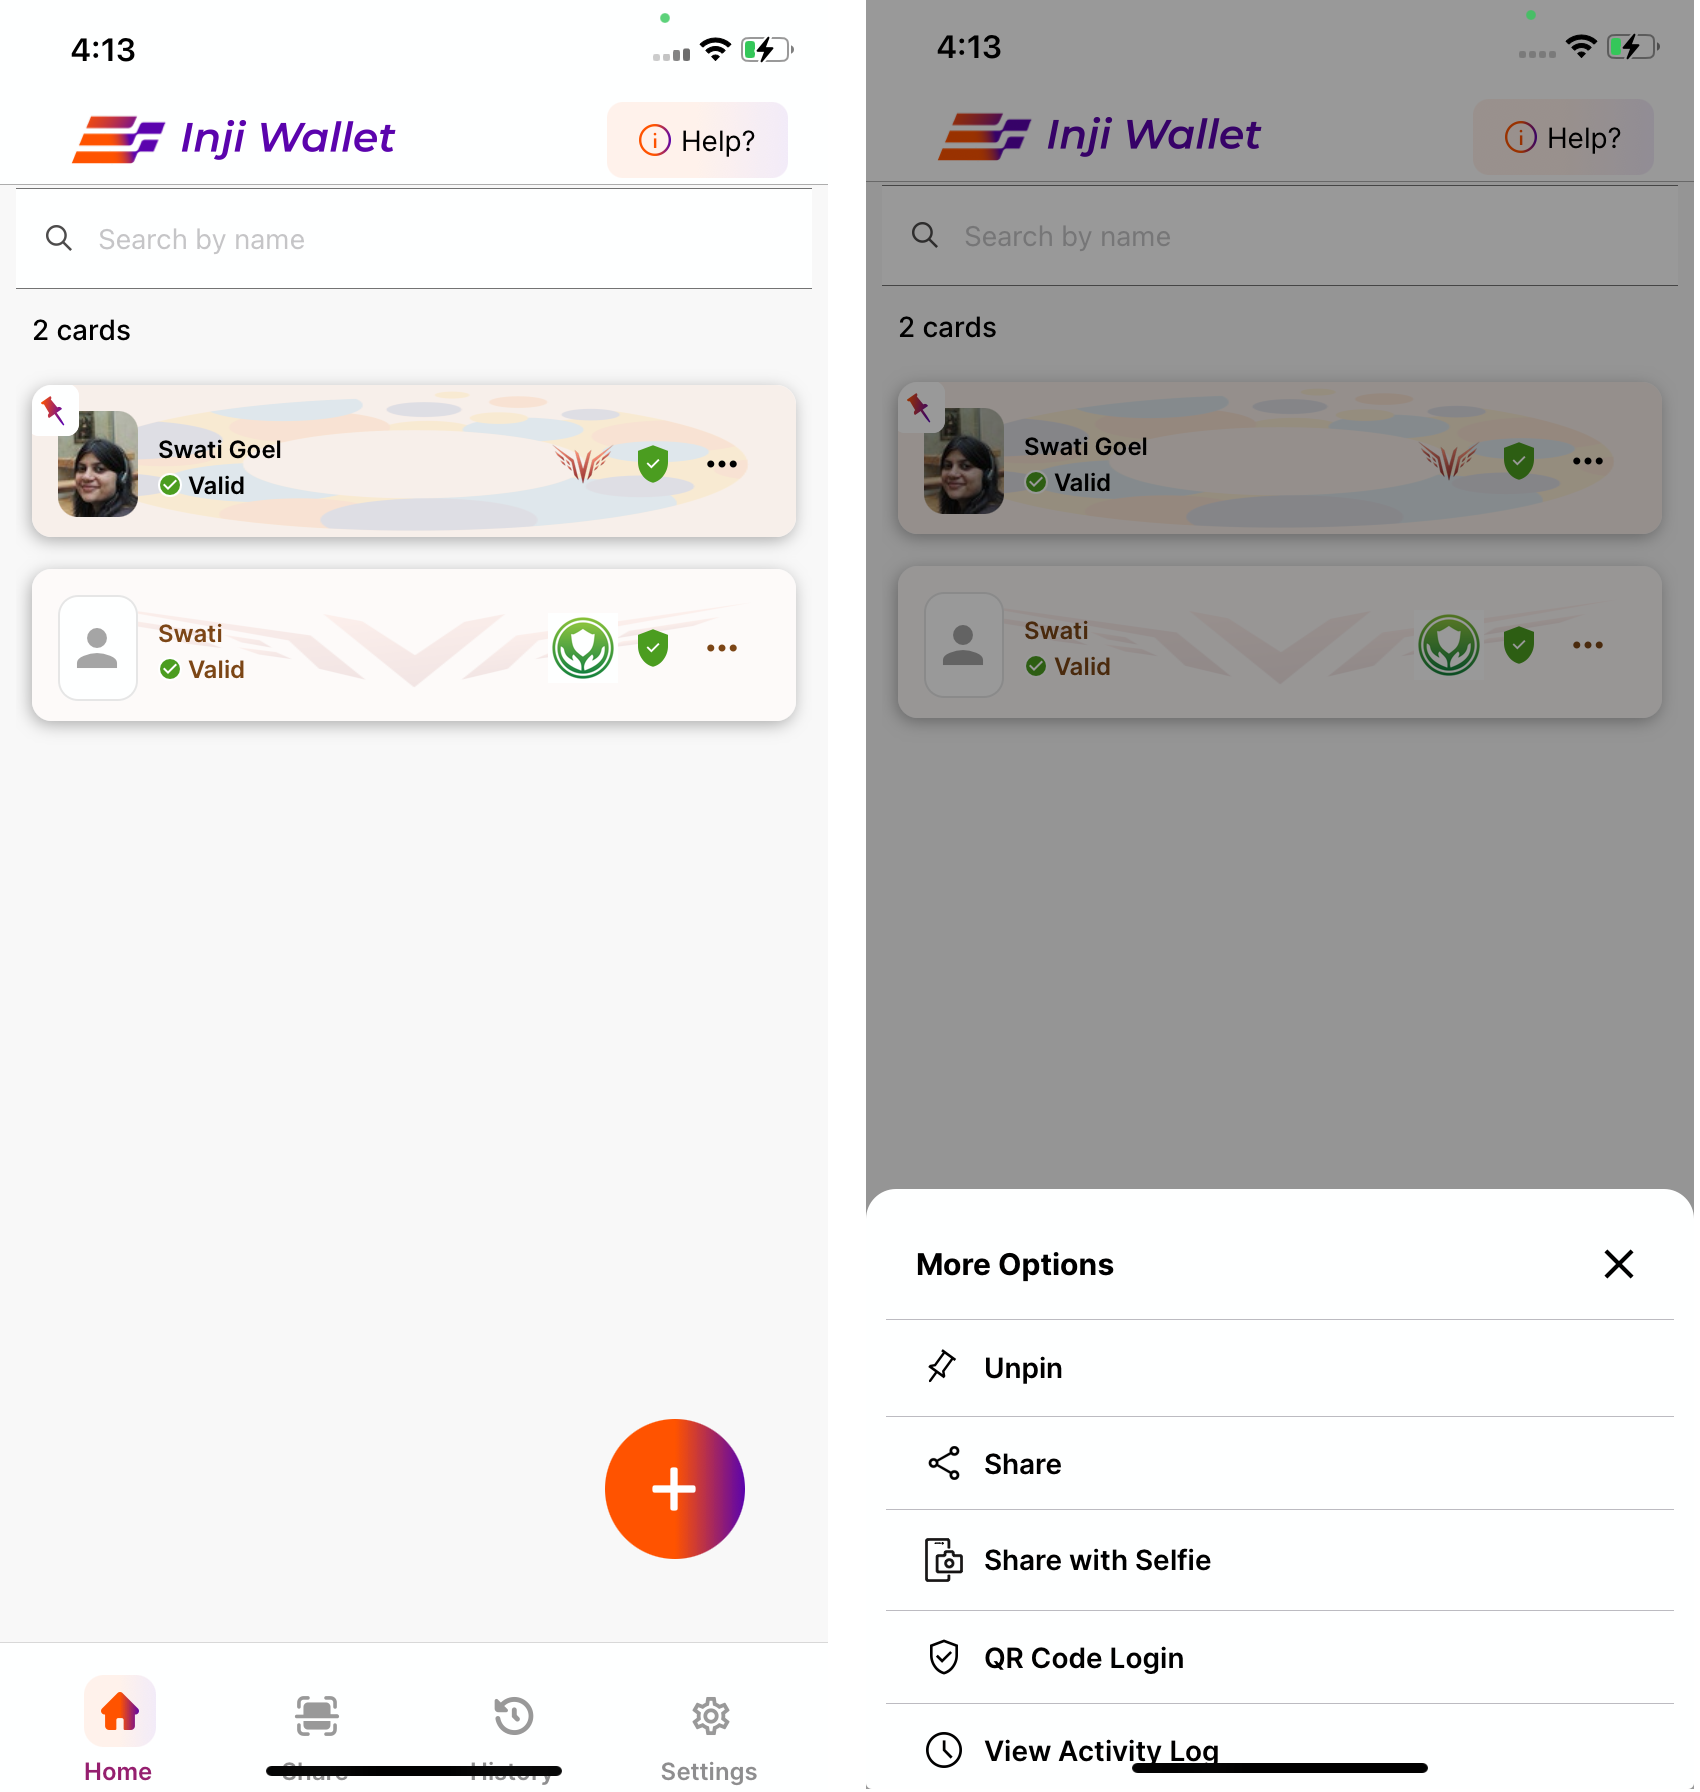 4:13
Inji Wallet
Help?
Search by name
2 cards
Swati Goel
Valid
Swati
Valid
Home
Share
History
Settings
4:13
Inji Wallet
Help?
Search by name
2 cards
Swati Goel
Valid
Swati
Valid
More Options
Unpin
Share
Share with Selfie
QR Code Login
View Activity Log